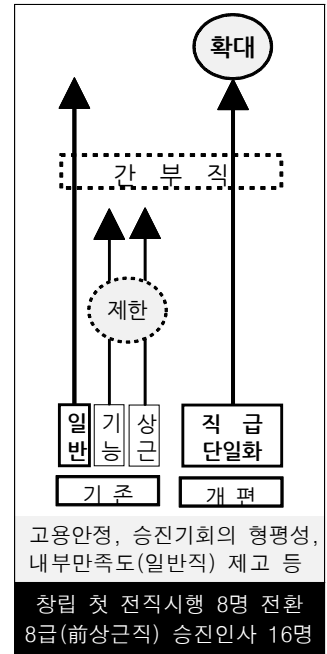 확대
간 부 직
제한
일반
기능
상근
직 급
단일화
기 존
개 편
고용안정, 승진기회의 형평성,
내부만족도(일반직) 제고 등
창립 첫 전직시행 8명 전환
8급(前상근직) 승진인사 16명